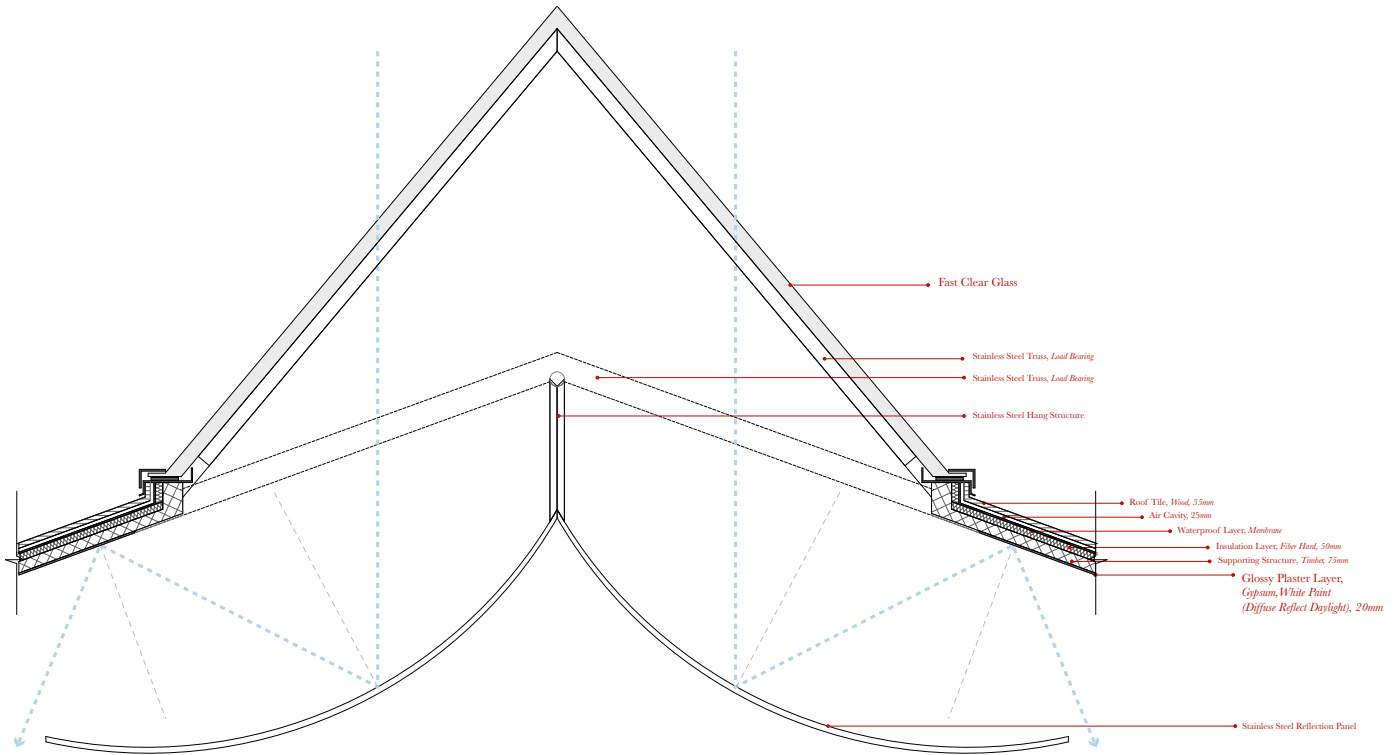 Fast Clear Glass
Stainless Steel Truss, Load Bearing
Stainless Steel Truss, Load Bearing
Stainless Steel Hang Structure
Roof Tile, Wood, 35mm
Air Cavity, 25mm
Waterproof Layer, Membrane
Insulation Layer, Fiber Hard, 50mm
Supporting Structure, Timber, 75mm
Glossy Plaster Layer,
Gypsum, White Paint
(Diffuse Reflect Daylight), 20mm
Stainless Steel Reflection Panel